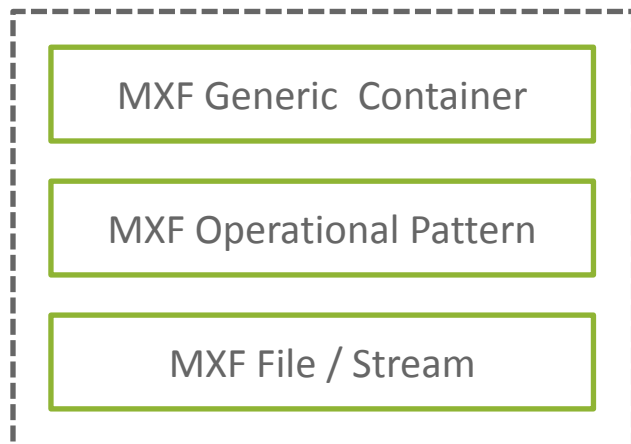 MXF Generic Container
MXF Operational Pattern
MXF File / Stream